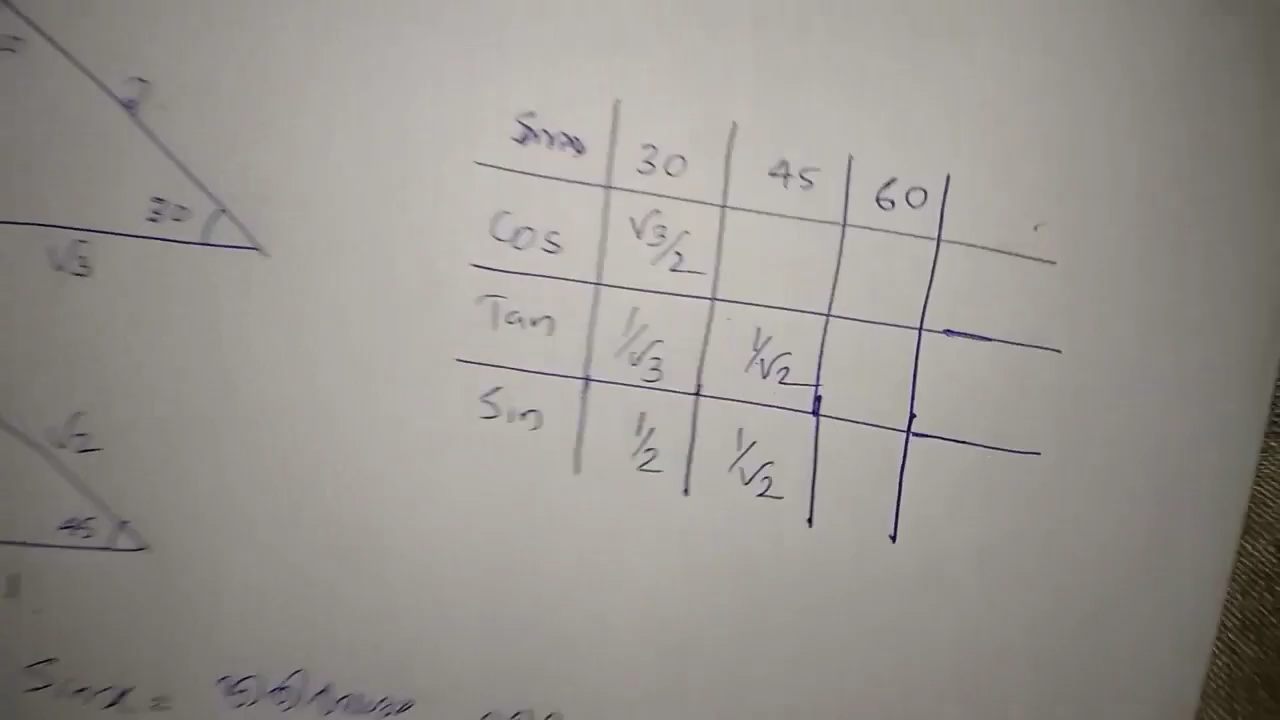 2
30
√3
√2
45
30 45 60
Cos √3/2
Tan 1/√3 1/√2
Sin 1/2 1/√2